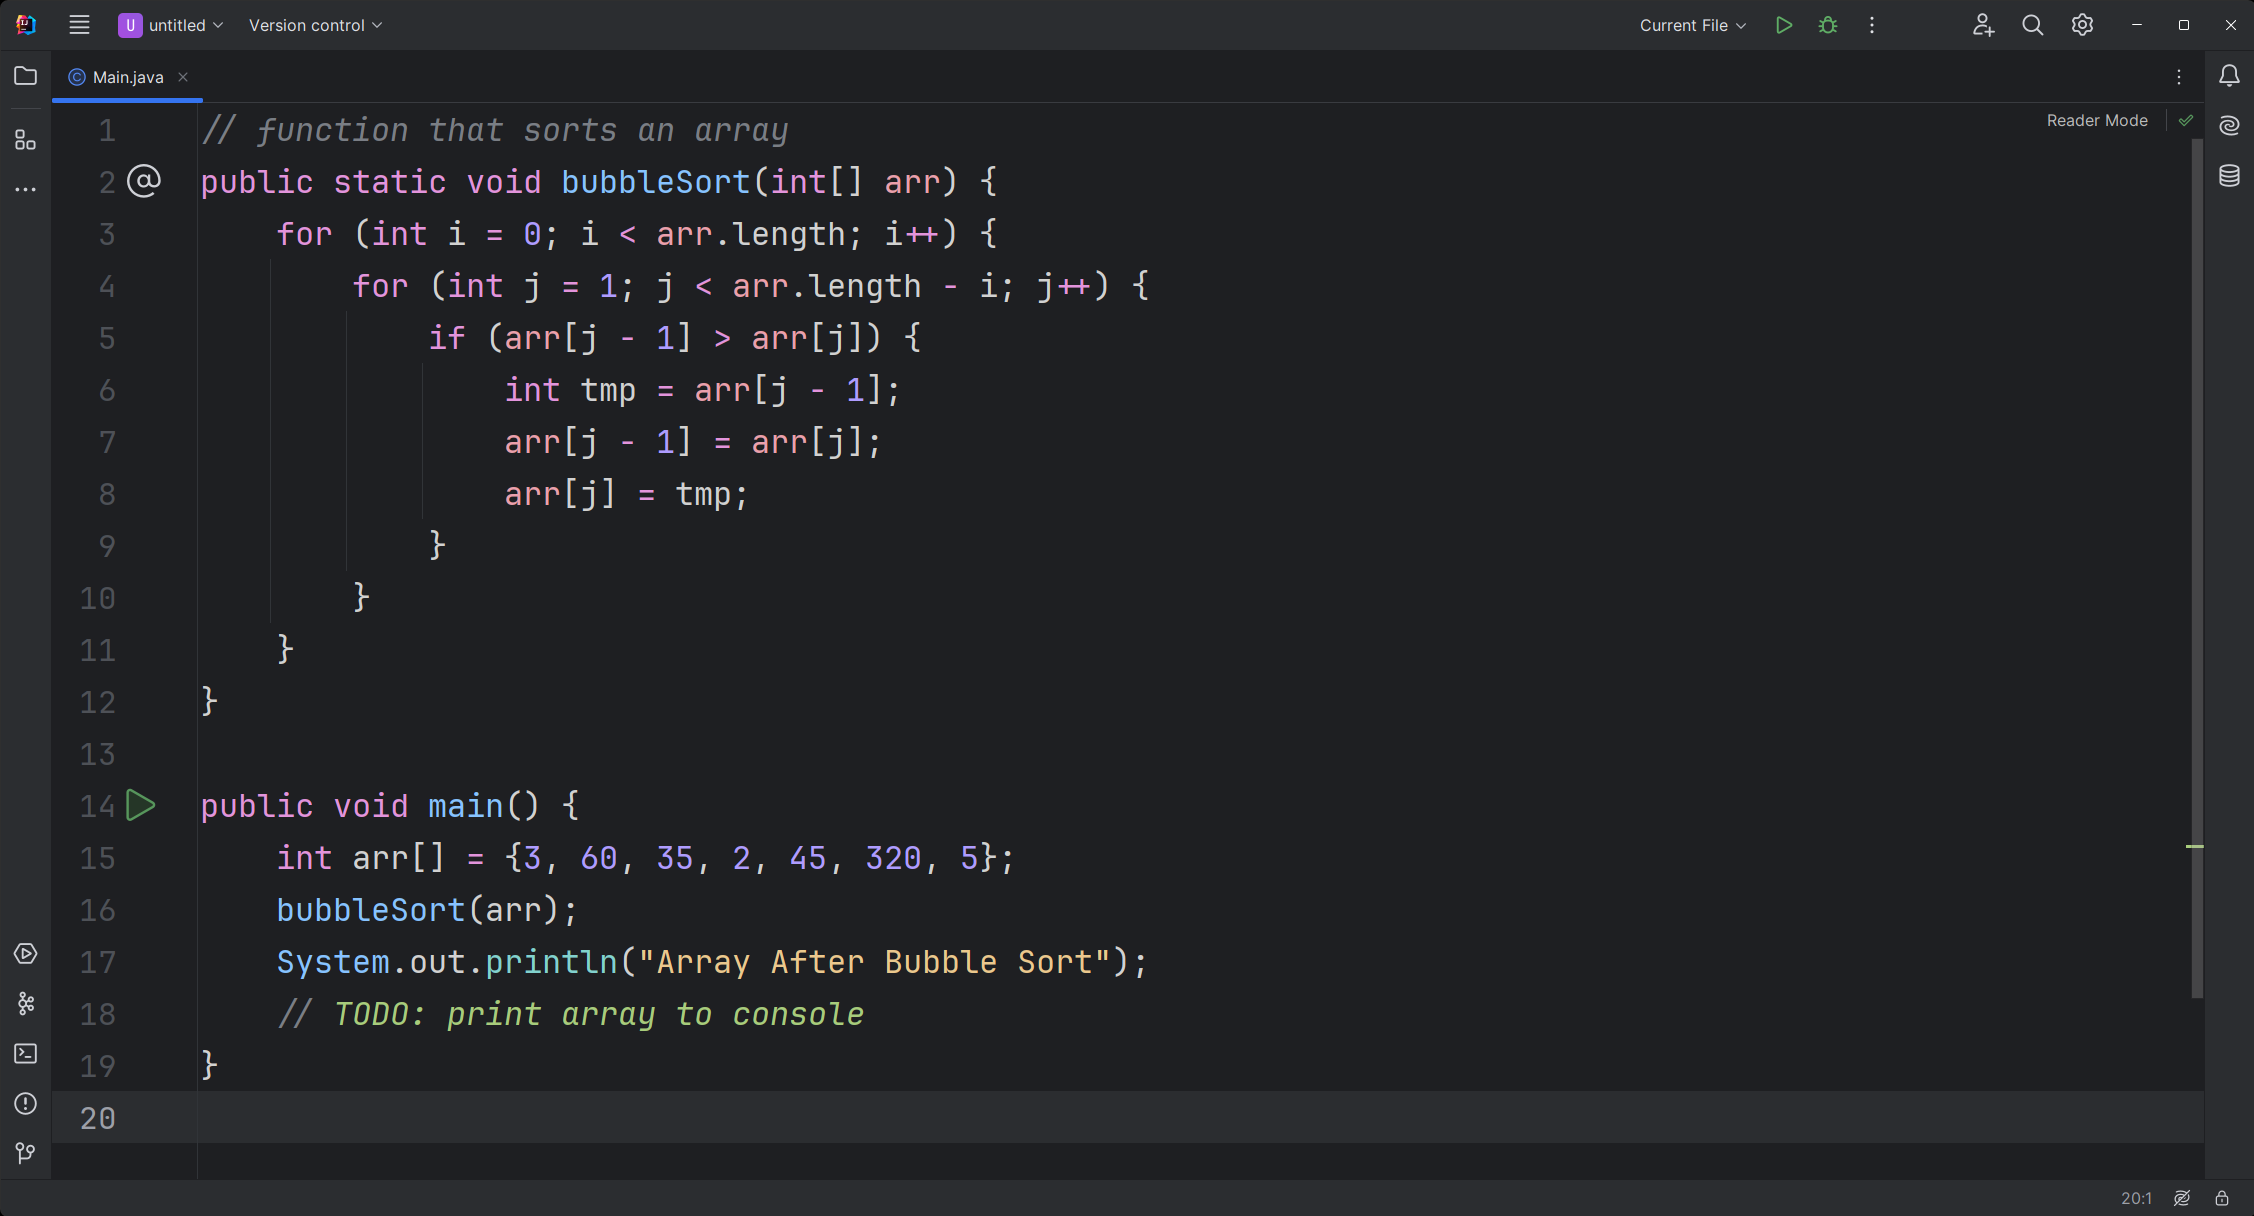 U untitled Version control Current File
Main.java
Reader Mode
1 // function that sorts an array
2 public static void bubbleSort(int[] arr) {
3     for (int i = 0; i < arr.length; i++) {
4         for (int j = 1; j < arr.length - i; j++) {
5             if (arr[j - 1] > arr[j]) {
6                 int tmp = arr[j - 1];
7                 arr[j - 1] = arr[j];
8                 arr[j] = tmp;
9             }
10         }
11     }
12 }
13
14 public void main() {
15     int arr[] = {3, 60, 35, 2, 45, 320, 5};
16     bubbleSort(arr);
17     System.out.println("Array After Bubble Sort");
18     // TODO: print array to console
19 }
20
20:1